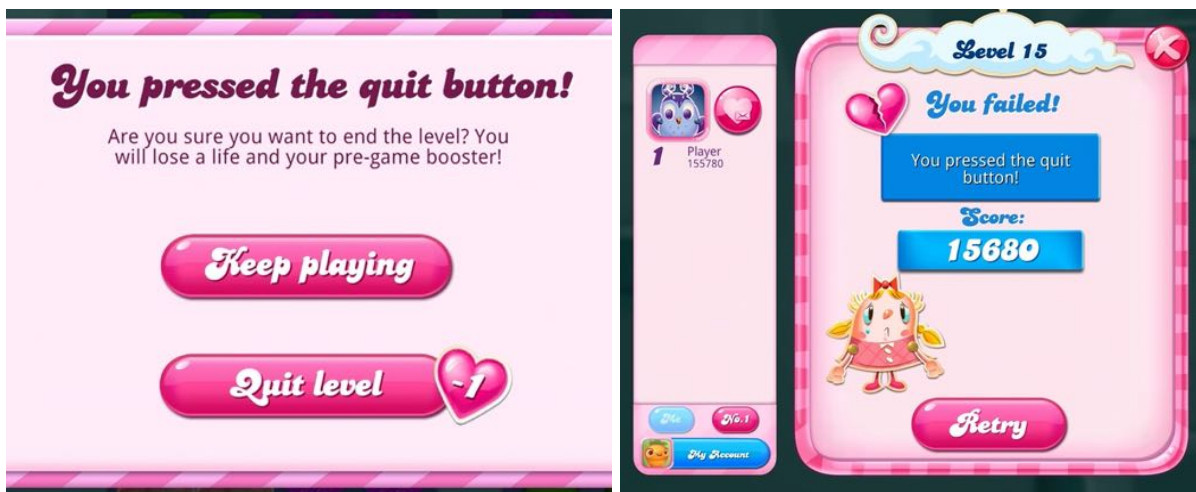 You pressed the quit button!
Are you sure you want to end the level? You
will lose a life and your pre-game booster!
Keep playing
Quit level
-1
1
Player
155780
Me
No.1
My Account
Level 15
You failed!
You pressed the quit
button!
Score:
15680
Retry